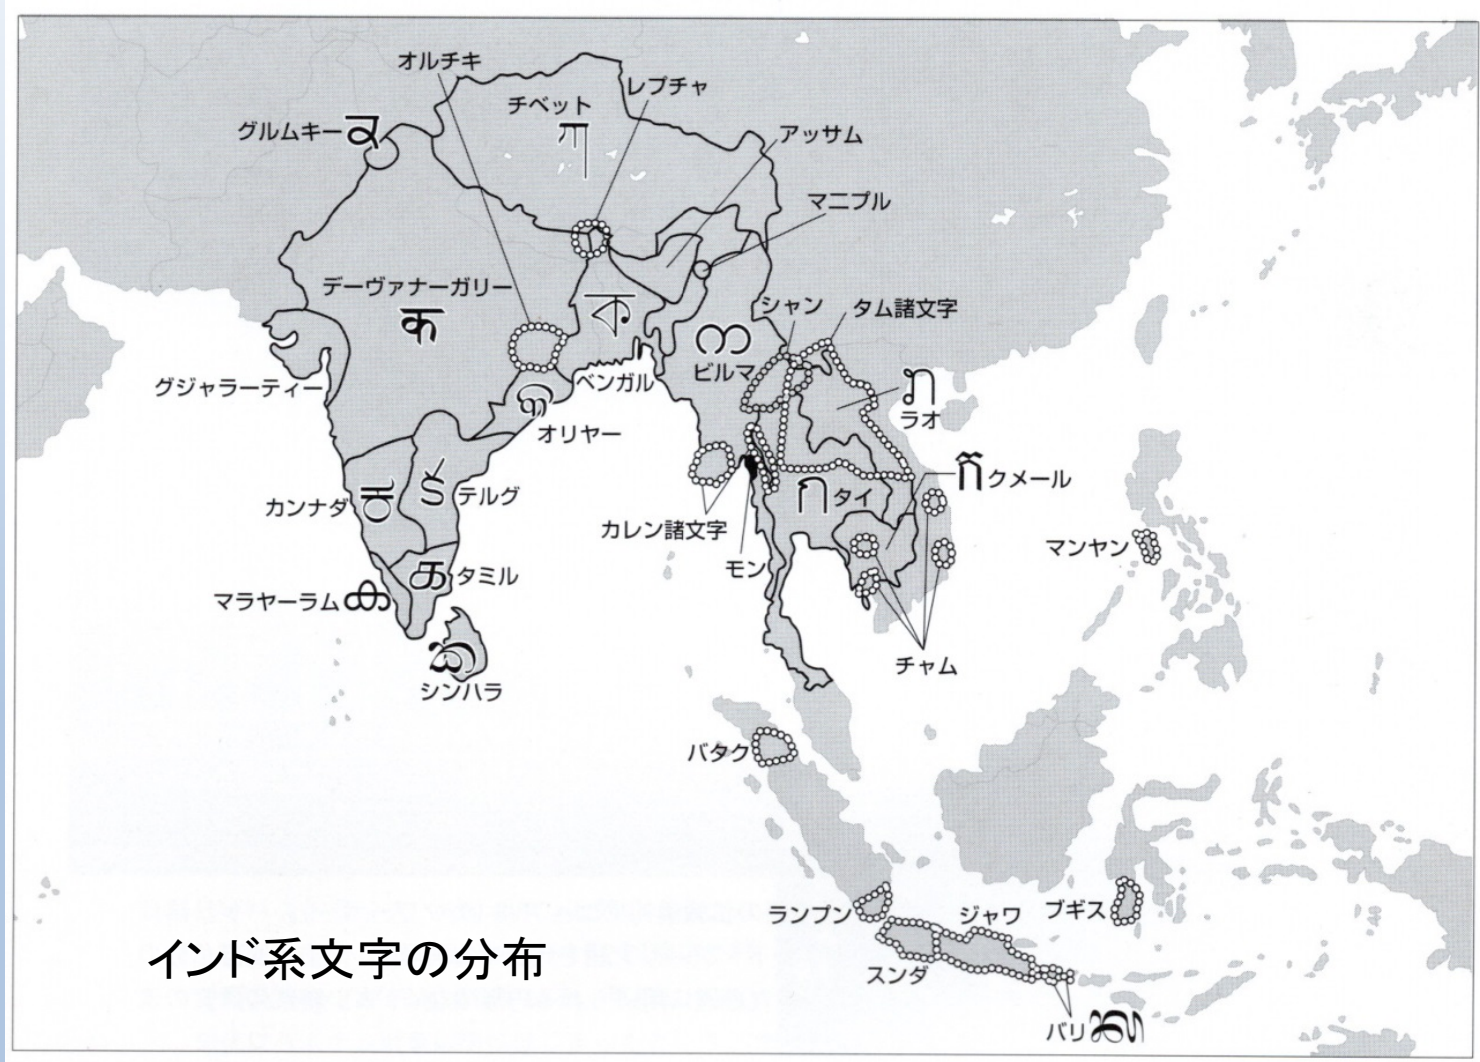 オルチキ
チベット
レプチャ
グルムキー
アッサム
マニプル
デーヴァナーガリー
क
シャン
タム諸文字
ビルマ
က
グジャラーティー
ベンガル
ক
ラオ
オリヤー
クメール
カンナダ
テルグ
タイ
ก
カレン諸文字
マンヤン
モン
タミル
க
マラヤーラム
ക
チャム
シンハラ
ක
バタク
ランプン
ジャワ
ブギス
インド系文字の分布
スンダ
バリ